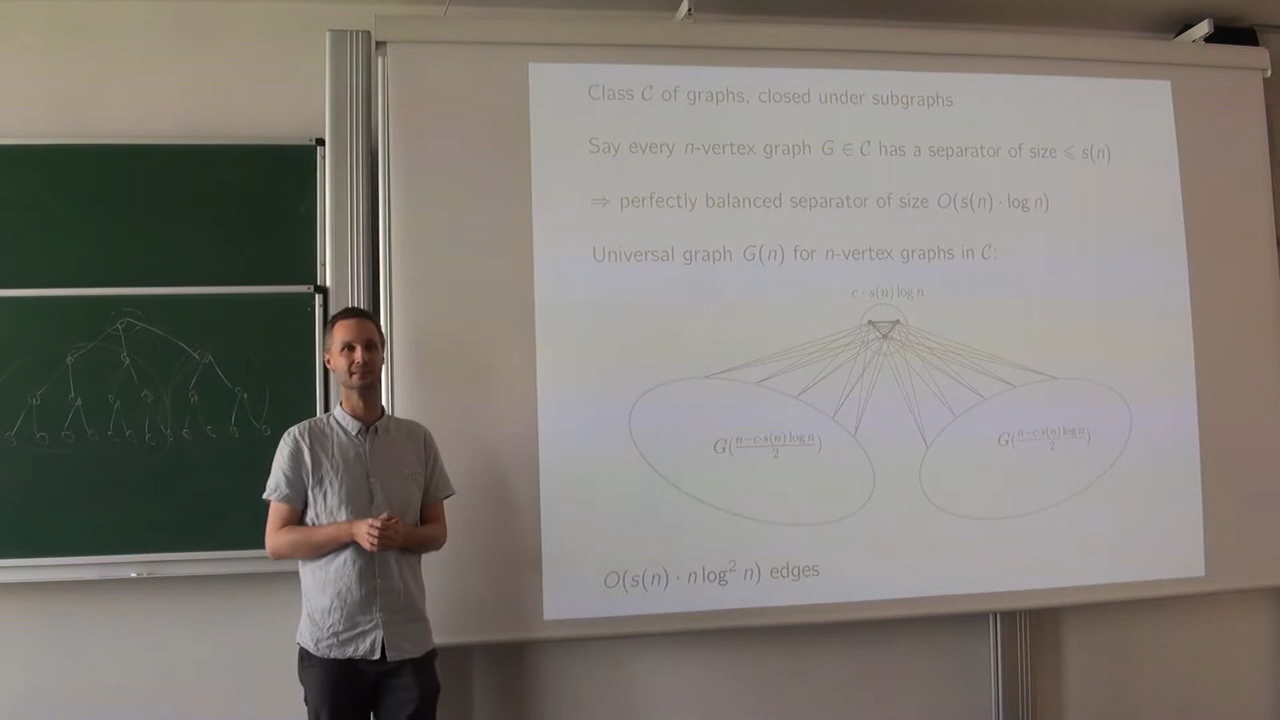 Class C of graphs, closed under subgraphs
Say every n-vertex graph G ∈ C has a separator of size ⩽ s(n)
⇒ perfectly balanced separator of size O(s(n) · log n)
Universal graph G(n) for n-vertex graphs in C:
c · s(n) log n
G((n−c·s(n) log n)/2) G((n−c·s(n) log n)/2)
O(s(n) · n log² n) edges